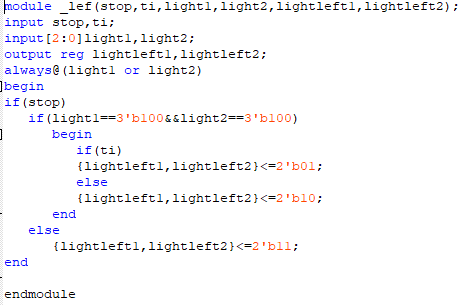 module _lef(stop,ti,light1,light2,lightleft1,lightleft2);
input stop,ti;
input[2:0]light1,light2;
output reg lightleft1,lightleft2;
always@(light1 or light2)
begin
if(stop)
if(light1==3'b100&&light2==3'b100)
begin
if(ti)
{lightleft1,lightleft2}<=2'b01;
else
{lightleft1,lightleft2}<=2'b10;
end
else
{lightleft1,lightleft2}<=2'b11;
end
endmodule